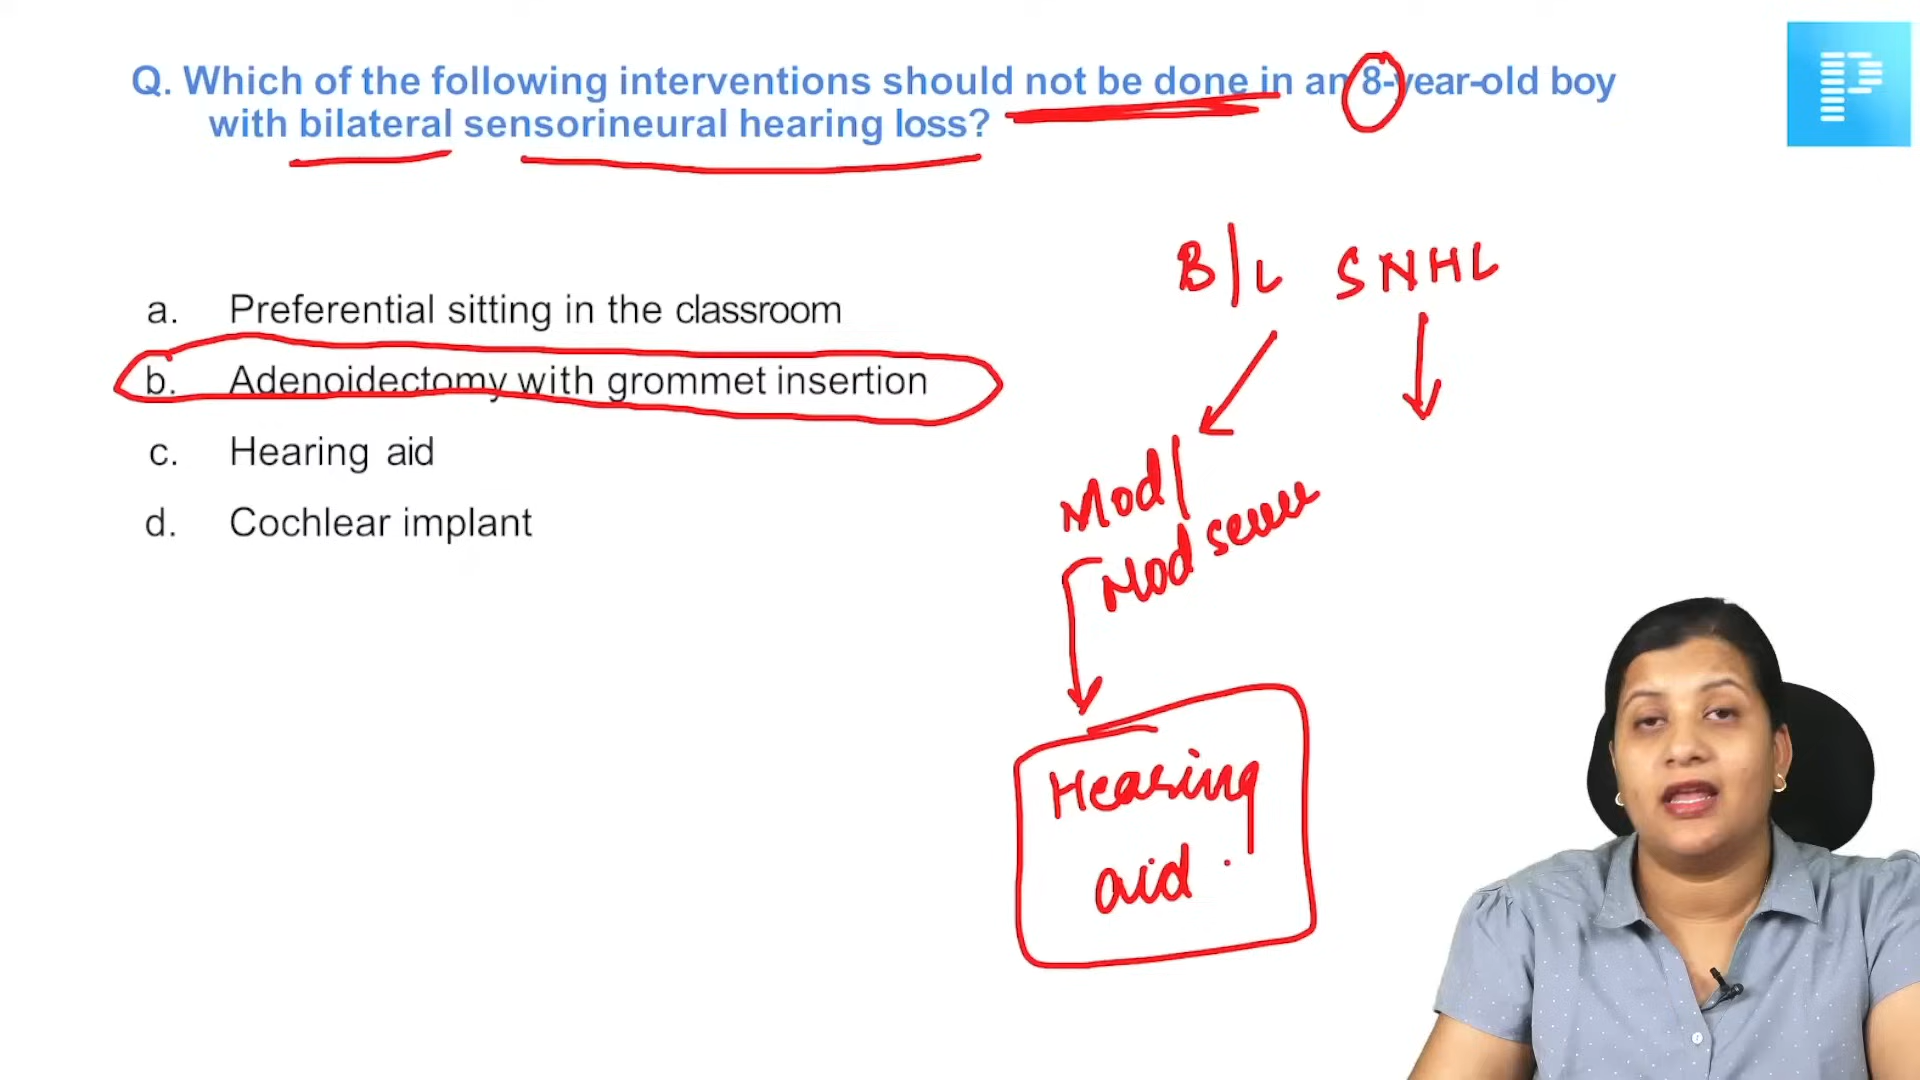 Q. Which of the following interventions should not be done in an 8-year-old boy
with bilateral sensorineural hearing loss?
a. Preferential sitting in the classroom
b. Adenoidectomy with grommet insertion
c. Hearing aid
d. Cochlear implant
B/L SNHL
Mod/
Mod severe
Hearing
aid.
P